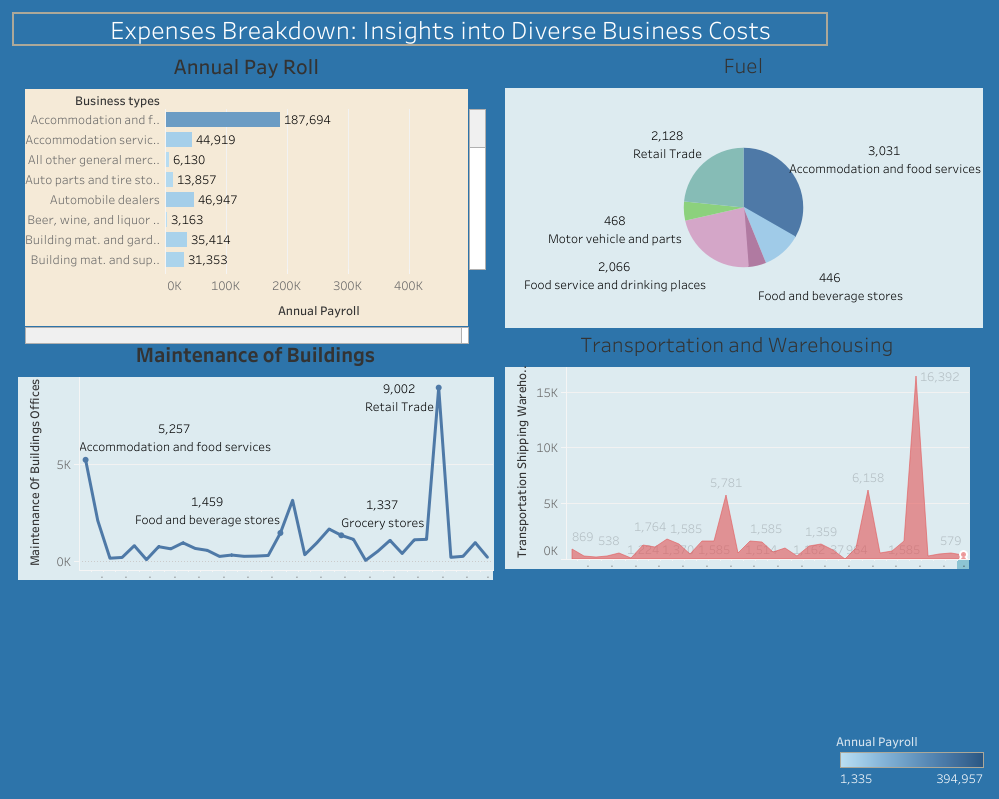 Expenses Breakdown: Insights into Diverse Business Costs
Annual Pay Roll
Business types
Accommodation and f.. 187,694
Accommodation servic.. 44,919
All other general merc.. 6,130
Auto parts and tire sto.. 13,857
Automobile dealers 46,947
Beer, wine, and liquor .. 3,163
Building mat. and gard.. 35,414
Building mat. and sup.. 31,353
0K 100K 200K 300K 400K
Annual Payroll
Fuel
2,128
Retail Trade
3,031
Accommodation and food services
468
Motor vehicle and parts
2,066
Food service and drinking places
446
Food and beverage stores
Maintenance of Buildings
Maintenance Of Buildings Offices
9,002
Retail Trade
5,257
Accommodation and food services
5K
1,459
Food and beverage stores
1,337
Grocery stores
0K
Transportation and Warehousing
Transportation Shipping Wareho..
16,392
15K
10K
5,781
6,158
5K
869 538 1,764 1,585 1,585 1,359 579
0K
Annual Payroll
1,335 394,957